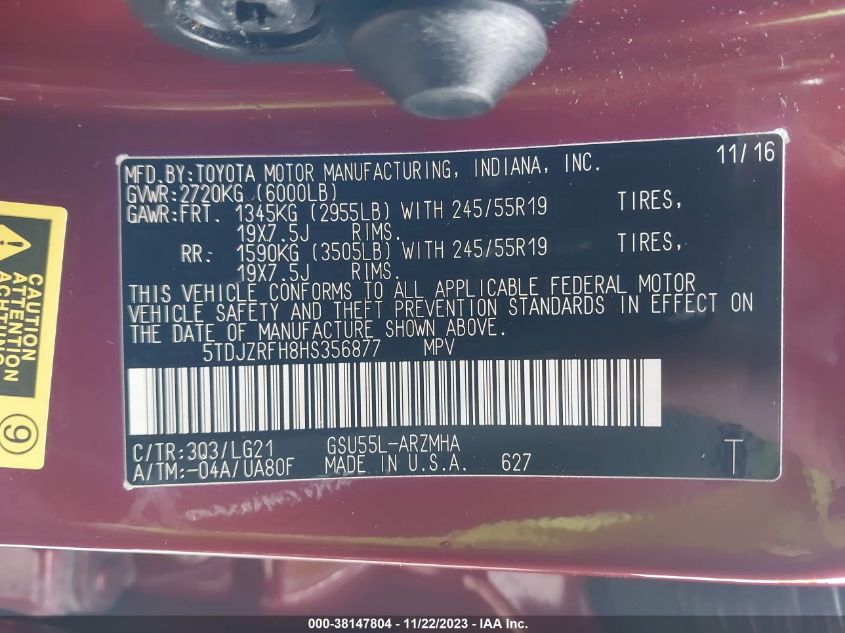 MFD.BY:TOYOTA MOTOR MANUFACTURING, INDIANA, INC. 11/16
GVWR:2720KG (6000LB)
GAWR:FRT. 1345KG (2955LB) WITH 245/55R19 TIRES,
19X7.5J RIMS.
RR. 1590KG (3505LB) WITH 245/55R19 TIRES,
19X7.5J RIMS.
THIS VEHICLE CONFORMS TO ALL APPLICABLE FEDERAL MOTOR
VEHICLE SAFETY AND THEFT PREVENTION STANDARDS IN EFFECT ON
THE DATE OF MANUFACTURE SHOWN ABOVE.
5TDJZRFH8HS356877 MPV
C/TR:3Q3/LG21 GSU55L-ARZMHA
A/TM:-04A/UA80F MADE IN U.S.A. 627 T
CAUTION
ATTENTION
ACHTUNG
9
000-38147804 - 11/22/2023 - IAA Inc.